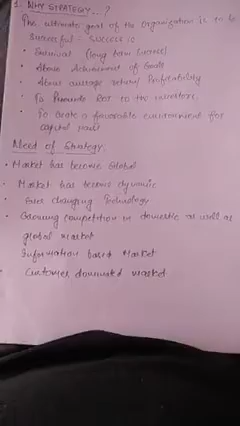 1. WHY STRATEGY...?
The ultimate goal of the Organization is to be
Successful - Success is
• Survival (long term Success)
• Above Achievement of Goals
• Above average return/Profitability
• To Provide ROI to the investors.
• To create a favorable environment for
capital
Need of Strategy:
• Market has become Global
• Market has become dynamic
• Ever changing Technology
• Growing Competition in domestic as well as
global market
Information based Market
• Customer dominated market